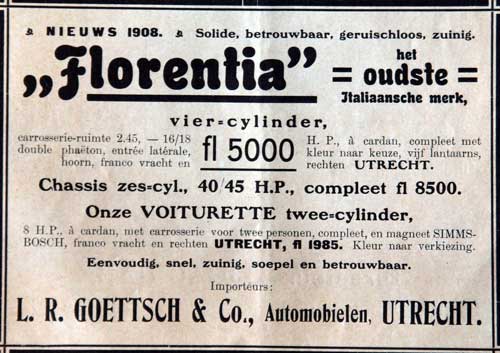 NIEUWS 1908. Solide, betrouwbaar, geruischloos, zuinig.
„Florentia” = het oudste =
Italiaansche merk,
vier=cylinder,
carrosserie-ruimte 2.45, — 16/18 fl 5000 H. P., à cardan, compleet met
double phaëton, entrée latérale, kleur naar keuze, vijf lantaarns,
hoorn, franco vracht en rechten UTRECHT.
Chassis zes=cyl., 40/45 H.P., compleet fl 8500.
Onze VOITURETTE twee=cylinder,
8 H.P., à cardan, met carrosserie voor twee personen, compleet, en magneet SIMMS-
BOSCH, franco vracht en rechten UTRECHT, fl 1985. Kleur naar verkiezing.
Eenvoudig, snel, zuinig, soepel en betrouwbaar.
Importeurs:
L. R. GOETTSCH & Co., Automobielen, UTRECHT.